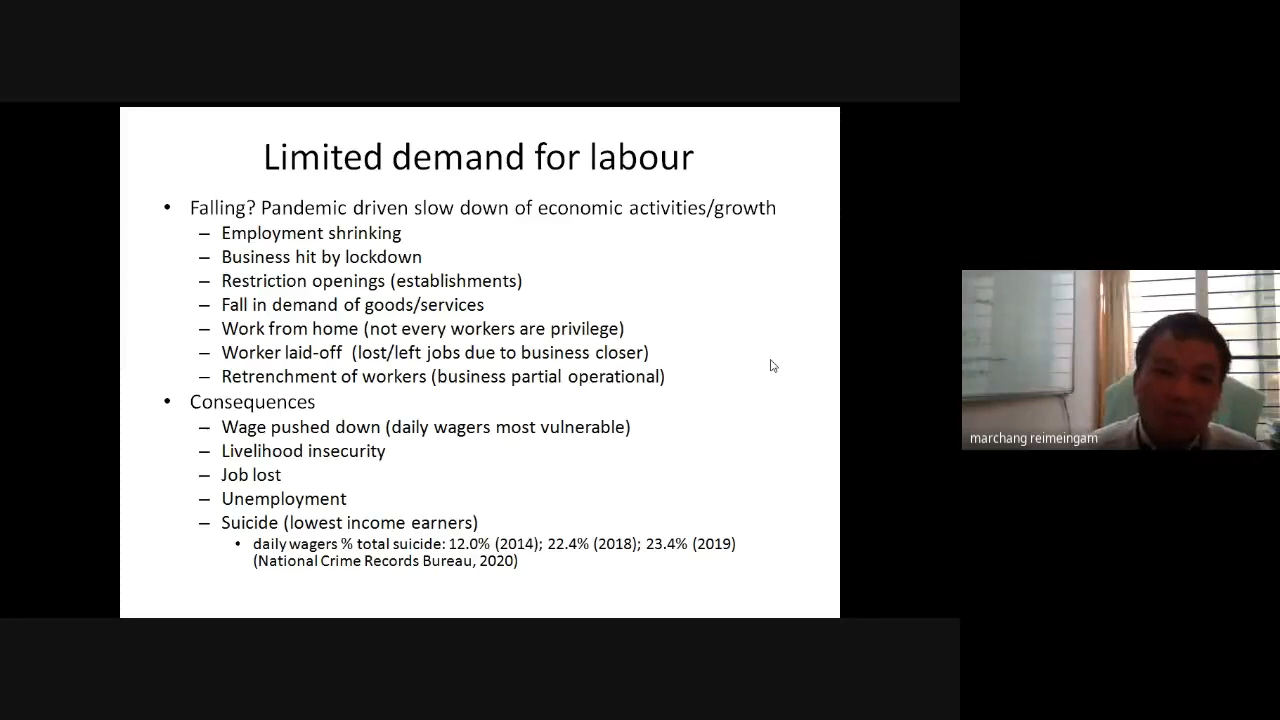 Limited demand for labour
• Falling? Pandemic driven slow down of economic activities/growth
– Employment shrinking
– Business hit by lockdown
– Restriction openings (establishments)
– Fall in demand of goods/services
– Work from home (not every workers are privilege)
– Worker laid-off (lost/left jobs due to business closer)
– Retrenchment of workers (business partial operational)
• Consequences
– Wage pushed down (daily wagers most vulnerable)
– Livelihood insecurity
– Job lost
– Unemployment
– Suicide (lowest income earners)
• daily wagers % total suicide: 12.0% (2014); 22.4% (2018); 23.4% (2019)
(National Crime Records Bureau, 2020)
marchang reimeingam